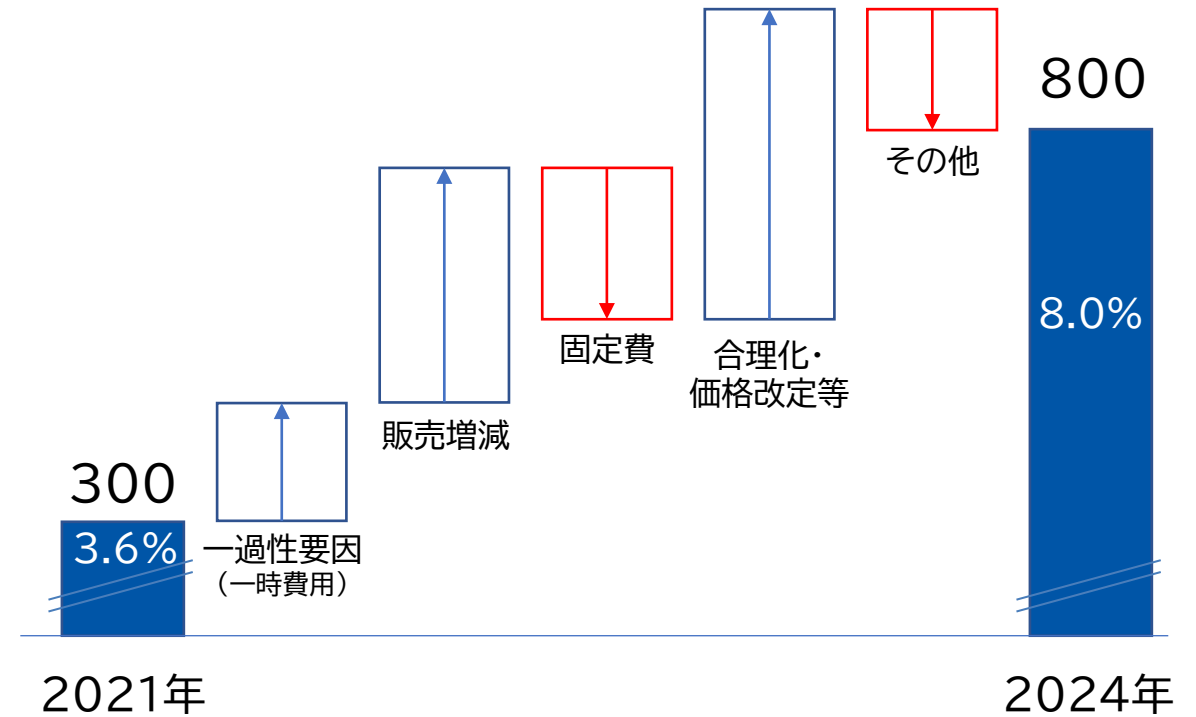 800
その他
8.0%
固定費
合理化・
価格改定等
販売増減
300
3.6%
一過性要因
（一時費用）
2021年
2024年